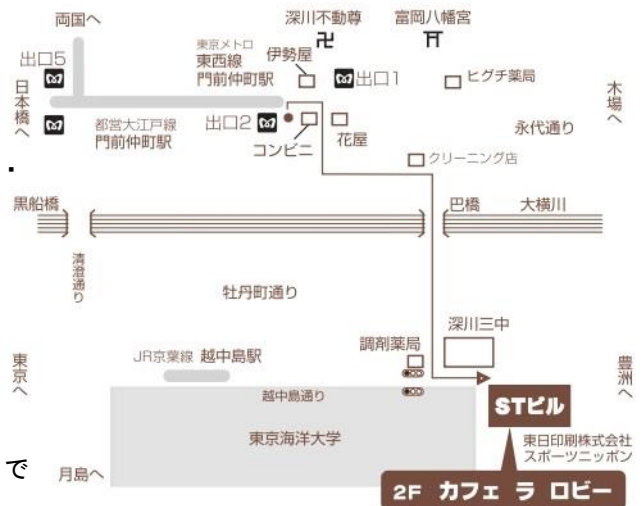 両国へ
深川不動尊
富岡八幡宮
東京メトロ
東西線
門前仲町駅
伊勢屋
出口5
出口1
ヒグチ薬局
日本橋へ
木場へ
都営大江戸線
門前仲町駅
出口2
コンビニ
花屋
永代通り
クリーニング店
黒船橋
巴橋
大横川
清澄通り
牡丹町通り
深川三中
調剤薬局
JR京葉線 越中島駅
東京へ
豊洲へ
越中島通り
STビル
東京海洋大学
東日印刷株式会社
スポーツニッポン
で
月島へ
2F カフェ ラ ロビー